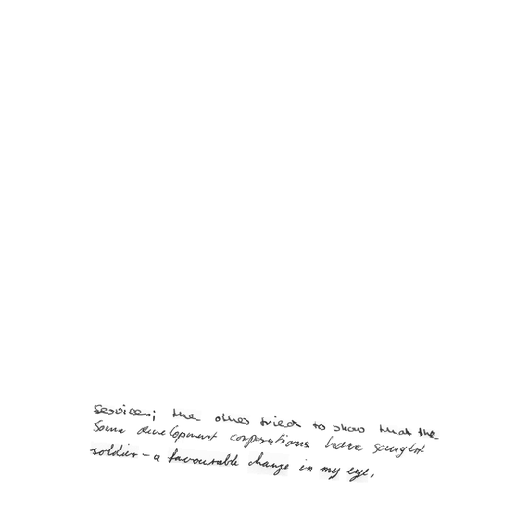 service; the other tried to show that the
Some development corporations have sought
soldier - a favourable change in my eye,